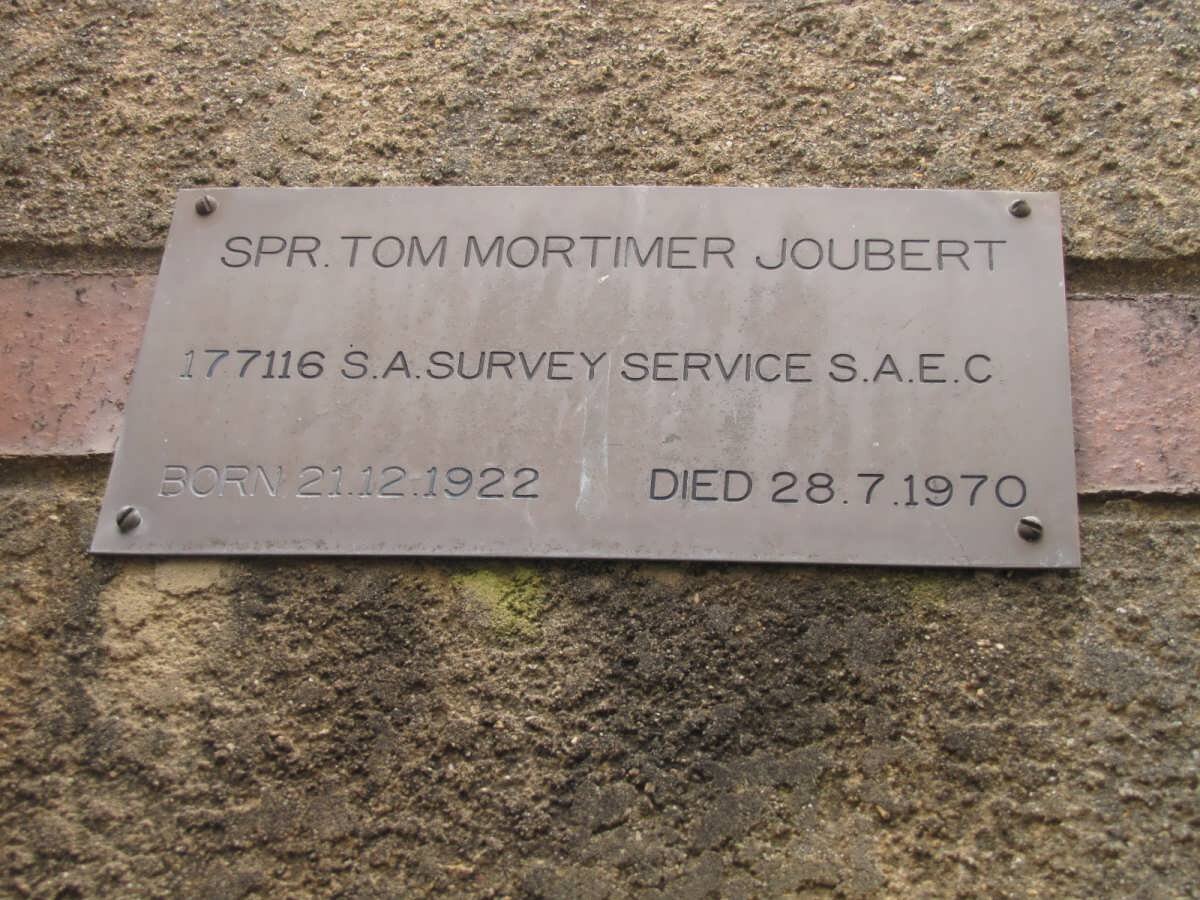 SPR. TOM MORTIMER JOUBERT
177116 S.A. SURVEY SERVICE S.A.E.C
BORN 21.12.1922 DIED 28.7.1970